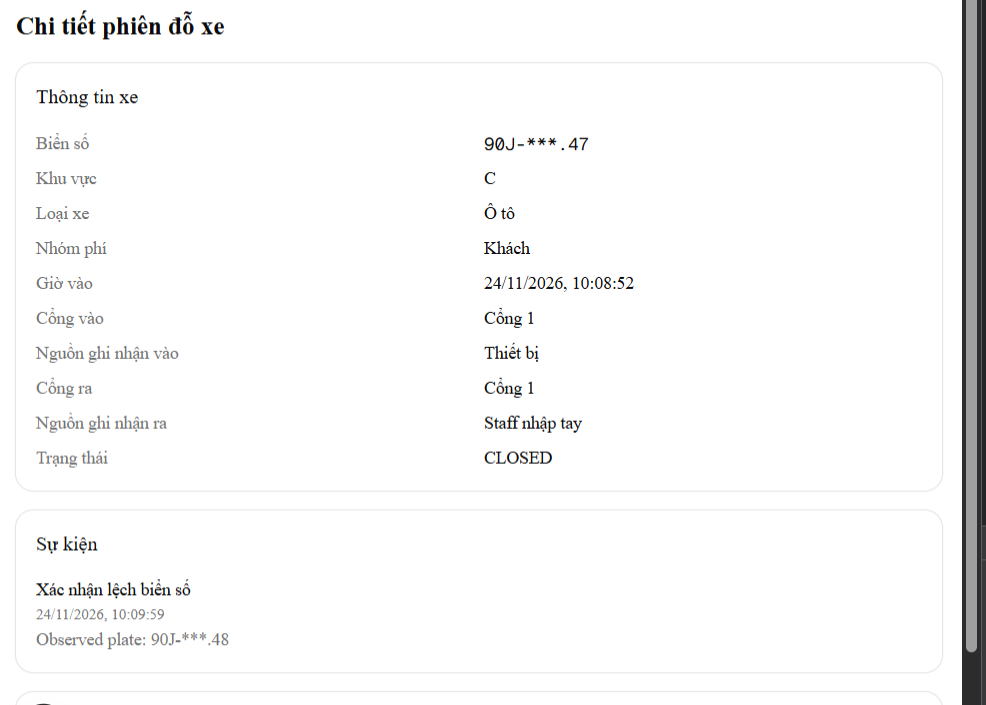 Chi tiết phiên đỗ xe
Thông tin xe
Biển số 90J-***.47
Khu vực C
Loại xe Ô tô
Nhóm phí Khách
Giờ vào 24/11/2026, 10:08:52
Cổng vào Cổng 1
Nguồn ghi nhận vào Thiết bị
Cổng ra Cổng 1
Nguồn ghi nhận ra Staff nhập tay
Trạng thái CLOSED
Sự kiện
Xác nhận lệch biển số
24/11/2026, 10:09:59
Observed plate: 90J-***.48